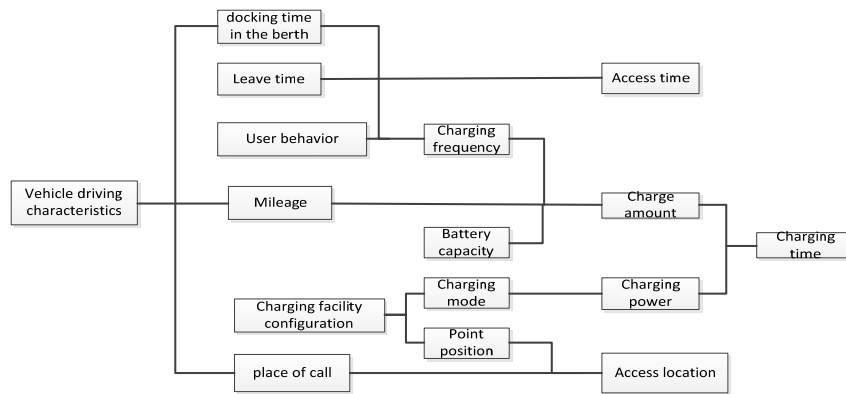 docking time
in the berth
Leave time
Access time
User behavior
Charging
frequency
Vehicle driving
characteristics
Mileage
Charge
amount
Battery
capacity
Charging
time
Charging
mode
Charging
power
Charging facility
configuration
Point
position
place of call
Access location